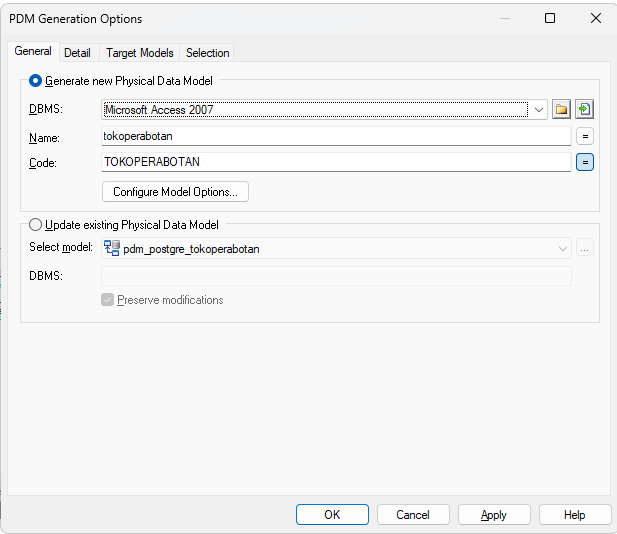 PDM Generation Options
General Detail Target Models Selection
Generate new Physical Data Model
DBMS: Microsoft Access 2007
Name: tokoperabotan =
Code: TOKOPERABOTAN =
Configure Model Options...
Update existing Physical Data Model
Select model: pdm_postgre_tokoperabotan ...
DBMS:
Preserve modifications
OK Cancel Apply Help